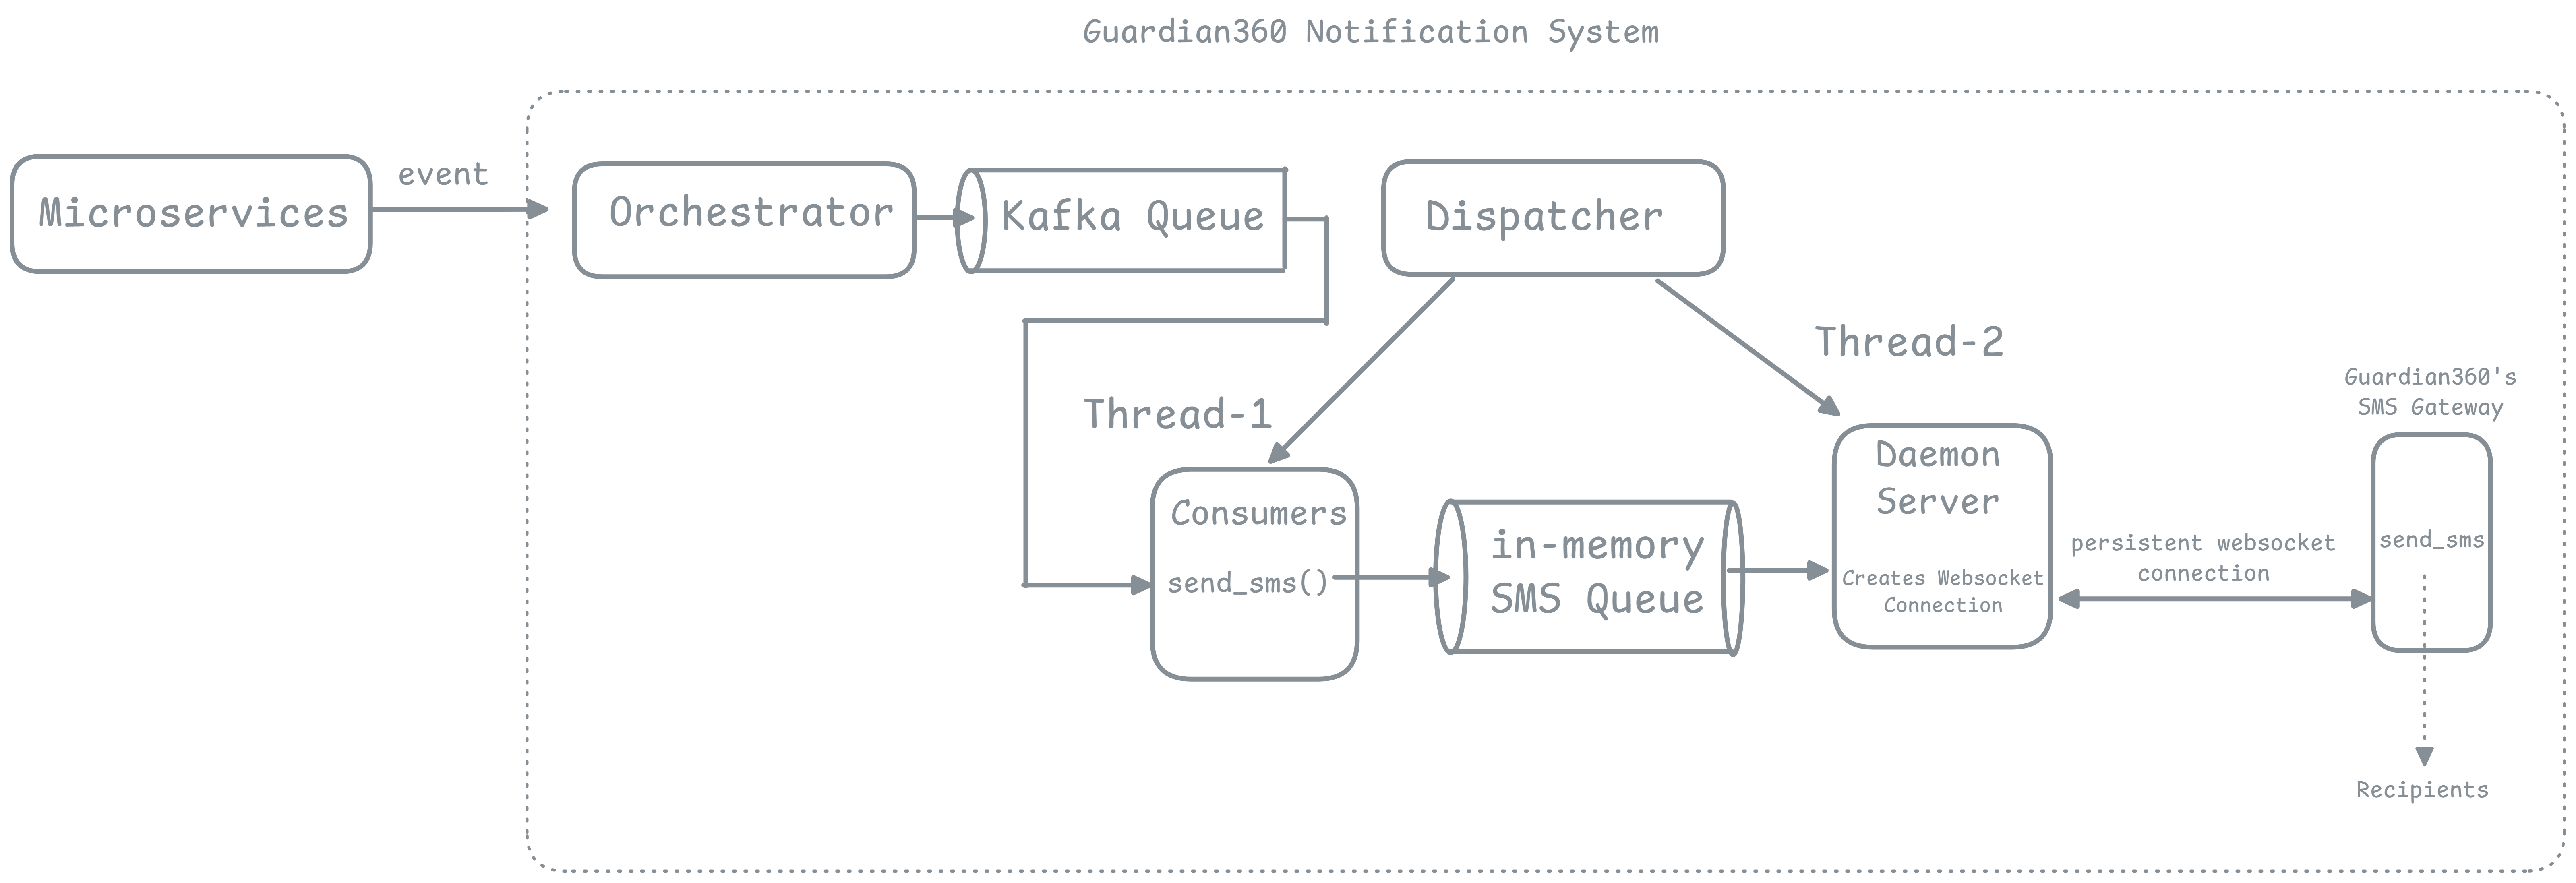 Guardian360 Notification System
Microservices
event
Orchestrator
Kafka Queue
Dispatcher
Thread-1
Thread-2
Consumers
send_sms()
in-memory
SMS Queue
Daemon
Server
Creates Websocket
Connection
persistent websocket
connection
Guardian360's
SMS Gateway
send_sms
Recipients